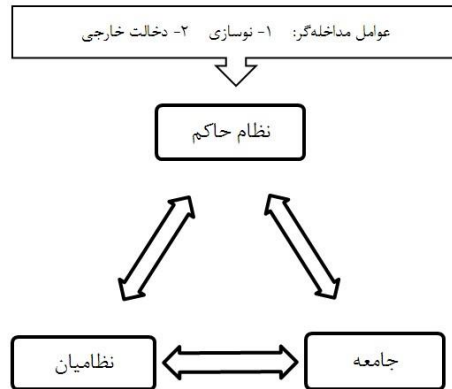 عوامل مداخله‌گر: ۱- نوسازی ۲- دخالت خارجی
نظام حاکم
جامعه
نظامیان